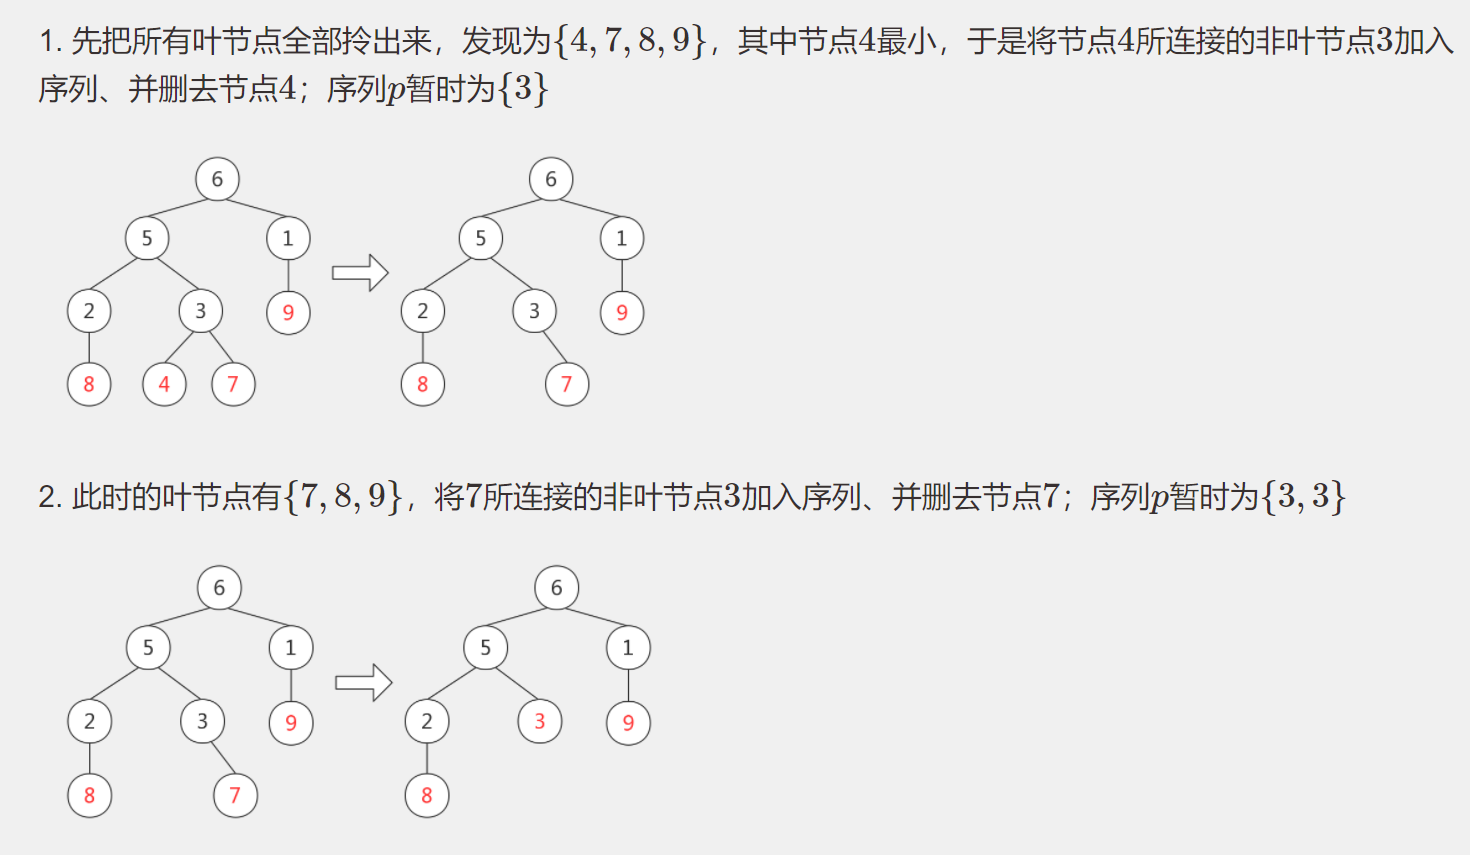 1. 先把所有叶节点全部拎出来，发现为{4, 7, 8, 9}，其中节点4最小，于是将节点4所连接的非叶节点3加入
序列、并删去节点4；序列p暂时为{3}
6 6
5 1 5 1
2 3 9 2 3 9
8 4 7 8 7
2. 此时的叶节点有{7, 8, 9}，将7所连接的非叶节点3加入序列、并删去节点7；序列p暂时为{3, 3}
6 6
5 1 5 1
2 3 9 2 3 9
8 7 8